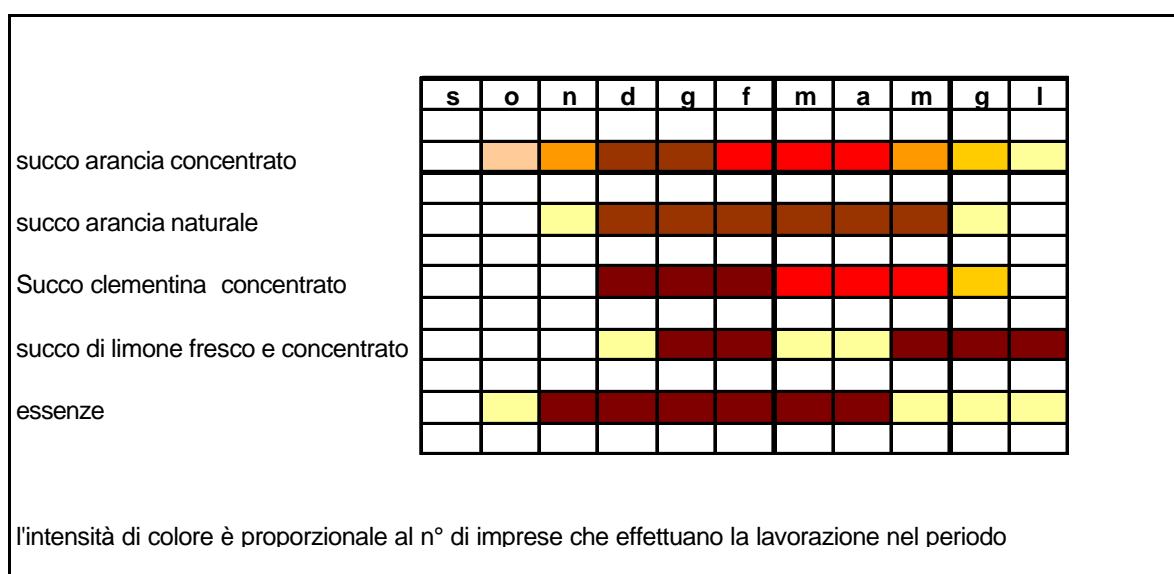 s o n d g f m a m g l
succo arancia concentrato
succo arancia naturale
Succo clementina concentrato
succo di limone fresco e concentrato
essenze
l'intensità di colore è proporzionale al n° di imprese che effettuano la lavorazione nel periodo